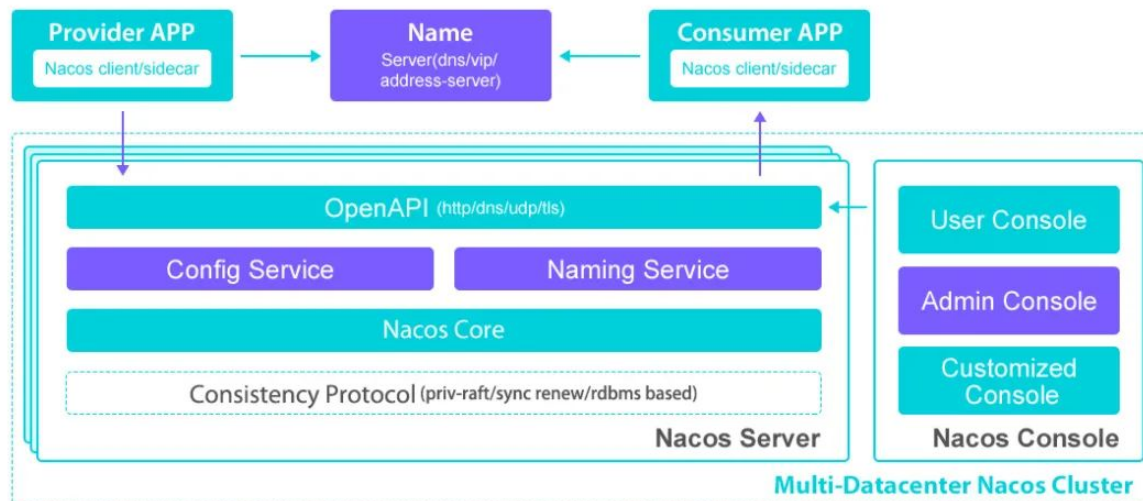 Provider APP
Nacos client/sidecar
Name
Server(dns/vip/
address-server)
Consumer APP
Nacos client/sidecar
OpenAPI (http/dns/udp/tls)
Config Service
Naming Service
Nacos Core
Consistency Protocol (priv-raft/sync renew/rdbms based)
Nacos Server
User Console
Admin Console
Customized
Console
Nacos Console
Multi-Datacenter Nacos Cluster